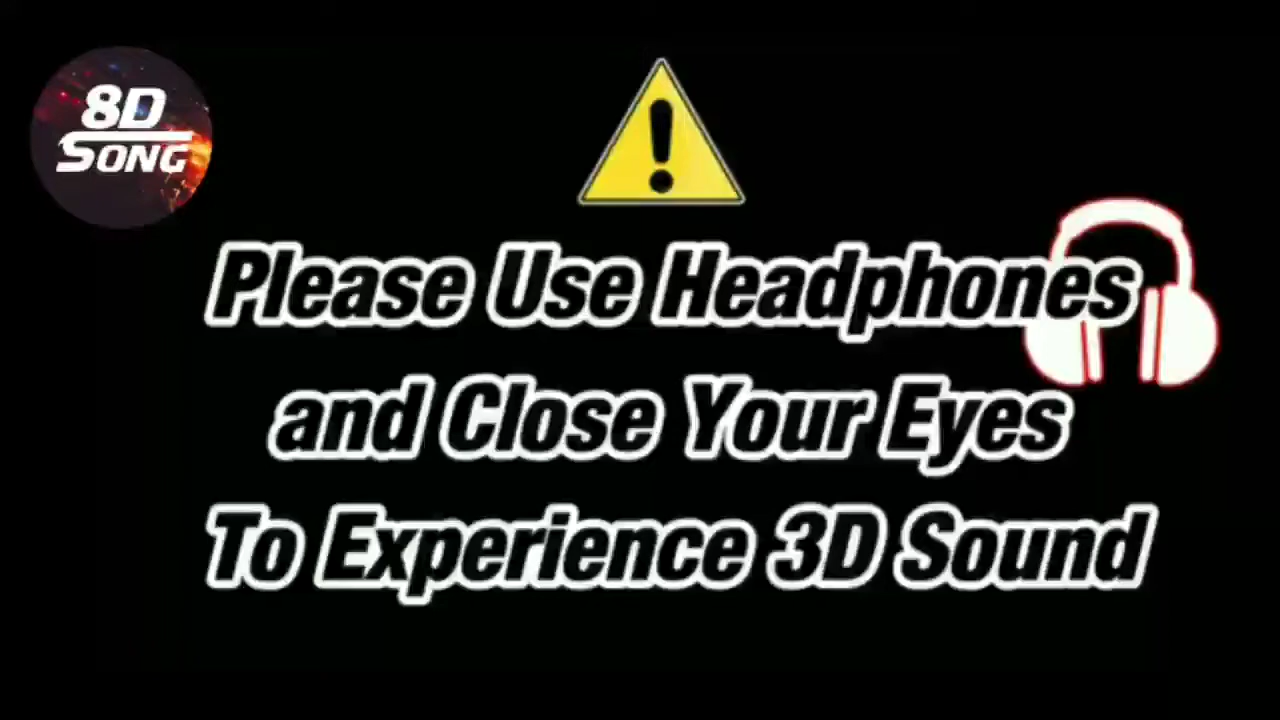 8D
SONG
Please Use Headphones
and Close Your Eyes
To Experience 3D Sound